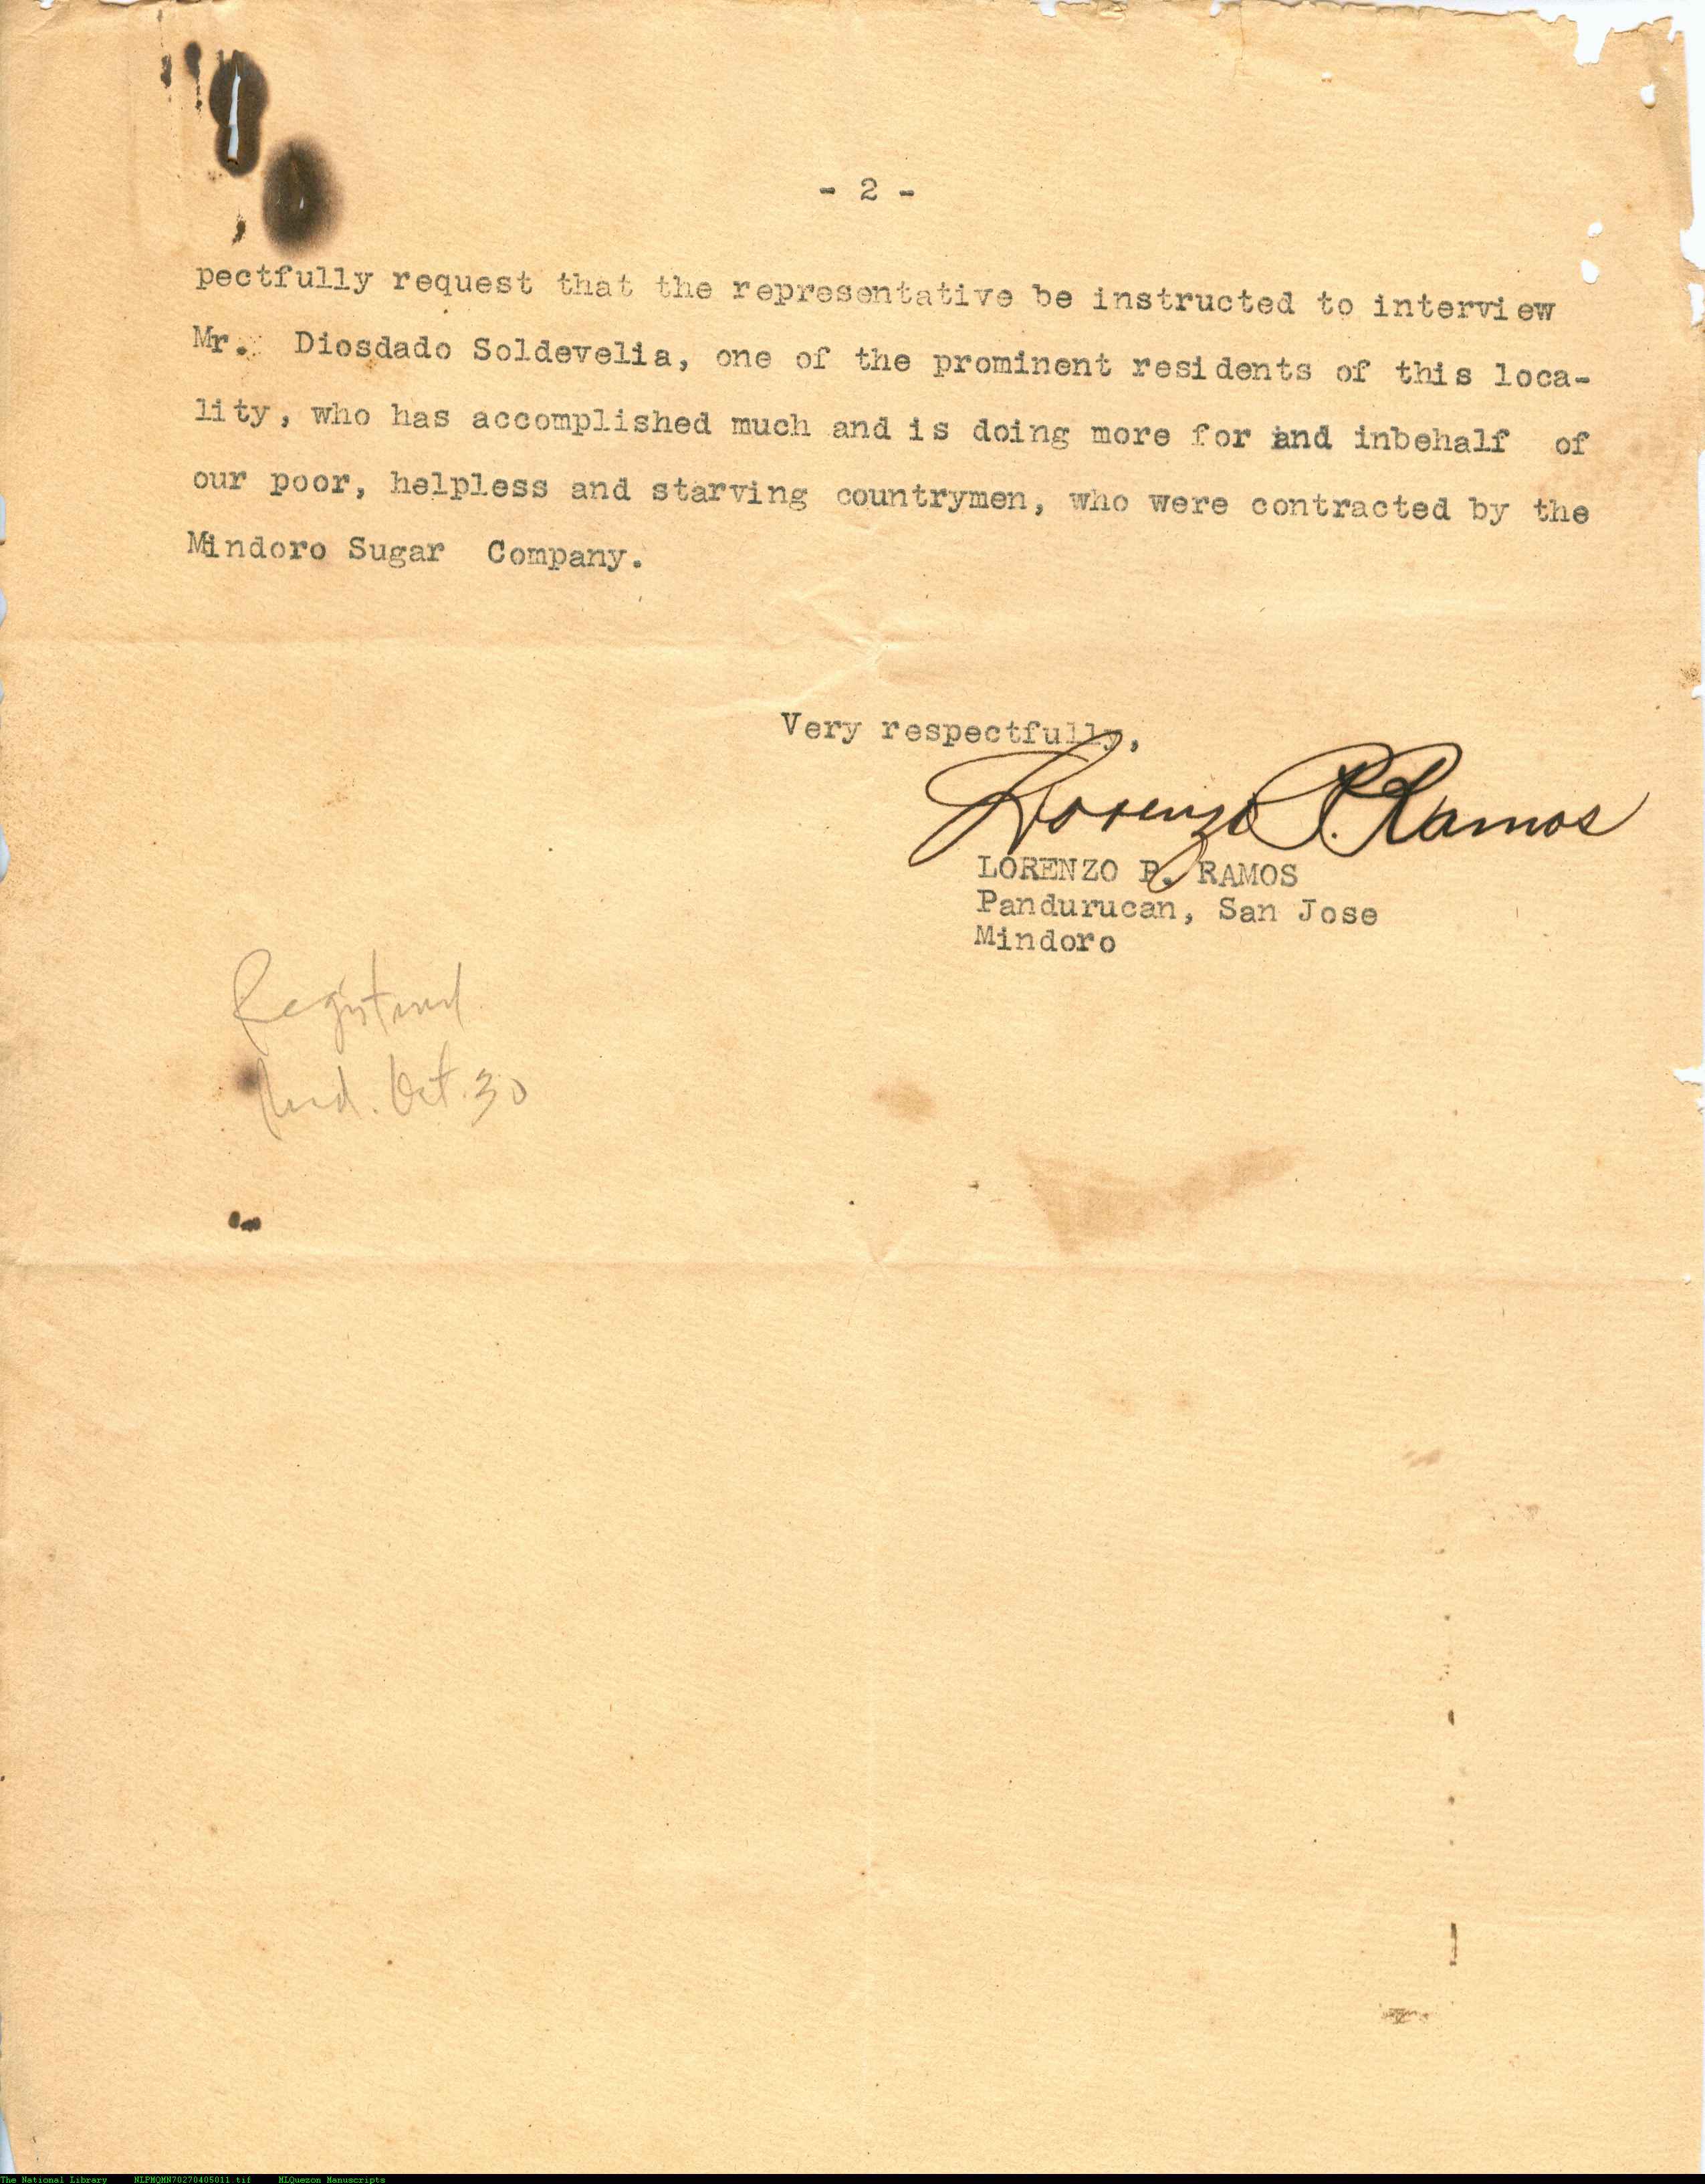 - 2 -
pectfully request that the representative be instructed to interview
Mr. Diosdado Soldevelia, one of the prominent residents of this loca-
lity, who has accomplished much and is doing more for and inbehalf of
our poor, helpless and starving countrymen, who were contracted by the
Mindoro Sugar Company.
Very respectfully,
Lorenzo P. Ramos
LORENZO P. RAMOS
Pandurucan, San Jose
Mindoro
Registered
Oct. 30
The National Library NLPMQMN70270405011.tif MLQuezon Manuscripts